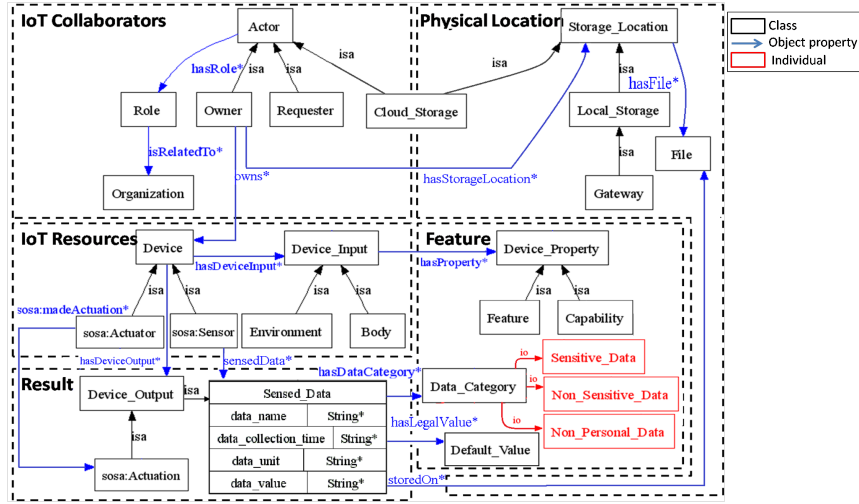 IoT Collaborators
Physical Location
Class
Object property
Individual
Actor
Storage_Location
hasRole*
isa
isa
isa
isa
isa
hasFile*
Role
Owner
Requester
Cloud_Storage
Local_Storage
isRelatedTo*
File
isa
owns*
hasStorageLocation*
Organization
Gateway
IoT Resources
Feature
Device
Device_Input
Device_Property
hasDeviceInput*
hasProperty*
isa
isa
isa
isa
isa
isa
sosa:madeActuation*
sosa:Actuator
sosa:Sensor
Environment
Body
Feature
Capability
hasDeviceOutput*
sensedData*
hasDataCategory*
Sensitive_Data
io
Result
Device_Output
isa
Sensed_Data
Data_Category
io
Non_Sensitive_Data
data_name
String*
hasLegalValue*
io
Non_Personal_Data
isa
data_collection_time
String*
Default_Value
data_unit
String*
sosa:Actuation
data_value
String*
storedOn*